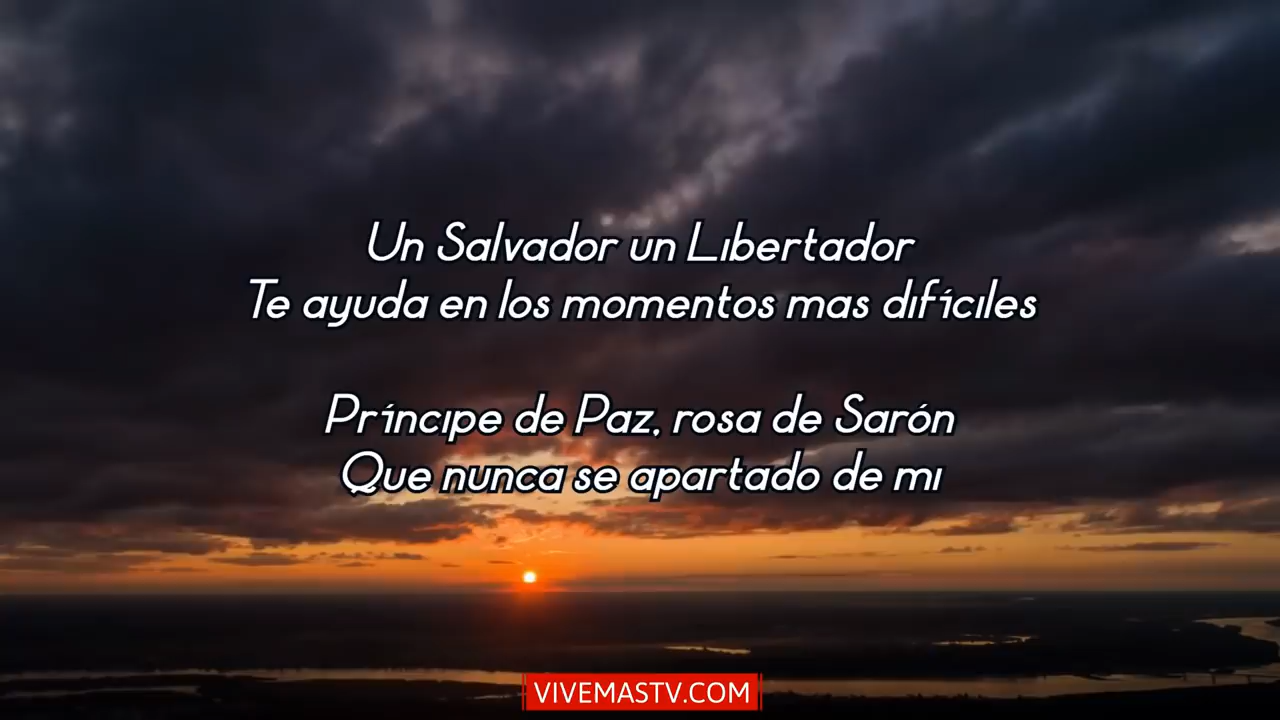 Un Salvador un Libertador
Te ayuda en los momentos mas difíciles
Príncipe de Paz, rosa de Sarón
Que nunca se apartado de mi
VIVEMASTV.COM